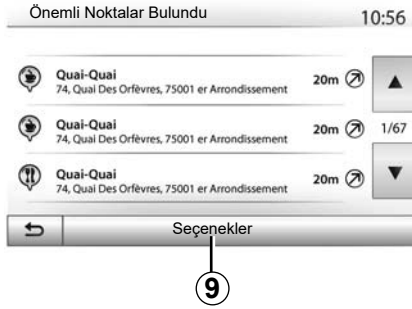 Önemli Noktalar Bulundu 10:56
Quai-Quai
74, Quai Des Orfèvres, 75001 er Arrondissement
20m
Quai-Quai
74, Quai Des Orfèvres, 75001 er Arrondissement
20m
1/67
Quai-Quai
74, Quai Des Orfèvres, 75001 er Arrondissement
20m
Seçenekler
9